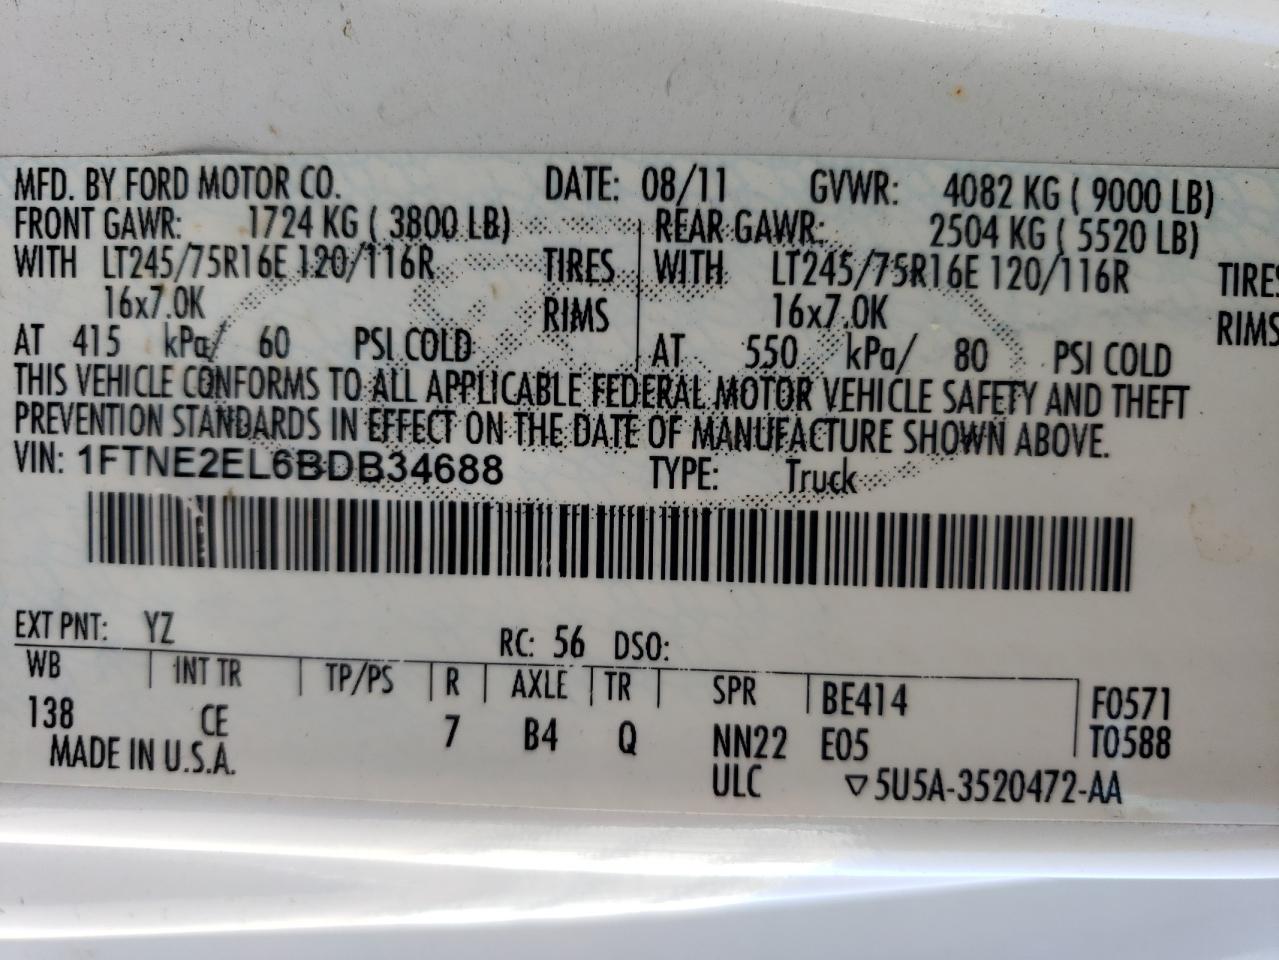 MFD. BY FORD MOTOR CO. DATE: 08/11 GVWR: 4082 KG ( 9000 LB)
FRONT GAWR: 1724 KG ( 3800 LB) REAR GAWR: 2504 KG ( 5520 LB)
WITH LT245/75R16E 120/116R TIRES WITH LT245/75R16E 120/116R TIRES
16x7.0K RIMS 16x7.0K RIMS
AT 415 kPa/ 60 PSI COLD AT 550 kPa/ 80 PSI COLD
THIS VEHICLE CONFORMS TO ALL APPLICABLE FEDERAL MOTOR VEHICLE SAFETY AND THEFT
PREVENTION STANDARDS IN EFFECT ON THE DATE OF MANUFACTURE SHOWN ABOVE.
VIN: 1FTNE2EL6BDB34688 TYPE: Truck
EXT PNT: YZ RC: 56 DSO:
WB INT TR TP/PS R AXLE TR SPR BE414 F0571
138 CE 7 B4 Q NN22 E05 T0588
MADE IN U.S.A. ULC ▽5U5A-3520472-AA